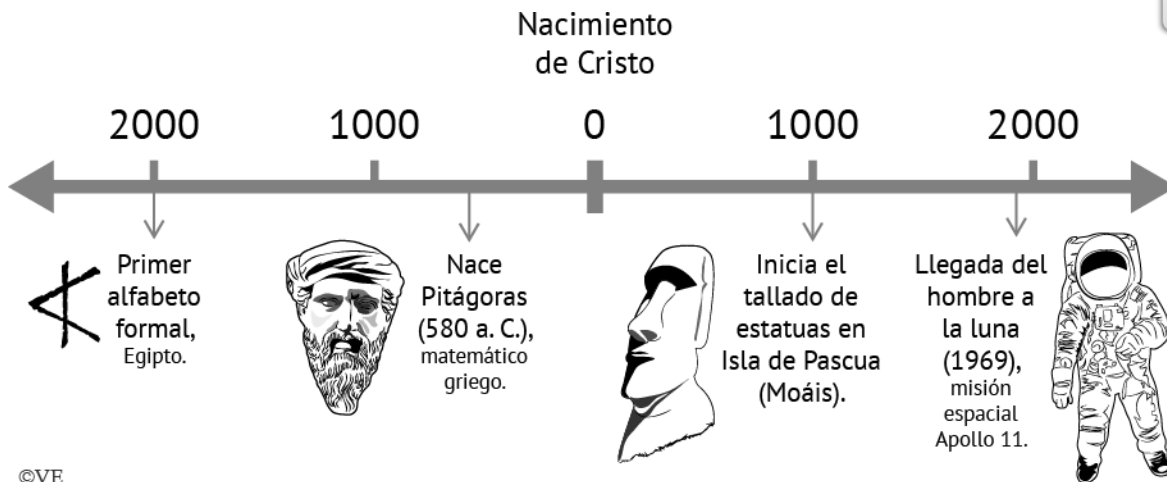 Nacimiento
de Cristo
2000 1000 0 1000 2000
Primer
alfabeto
formal,
Egipto.
Nace
Pitágoras
(580 a. C.),
matemático
griego.
Inicia el
tallado de
estatuas en
Isla de Pascua
(Moáis).
Llegada del
hombre a
la luna
(1969),
misión
espacial
Apollo 11.
©VE